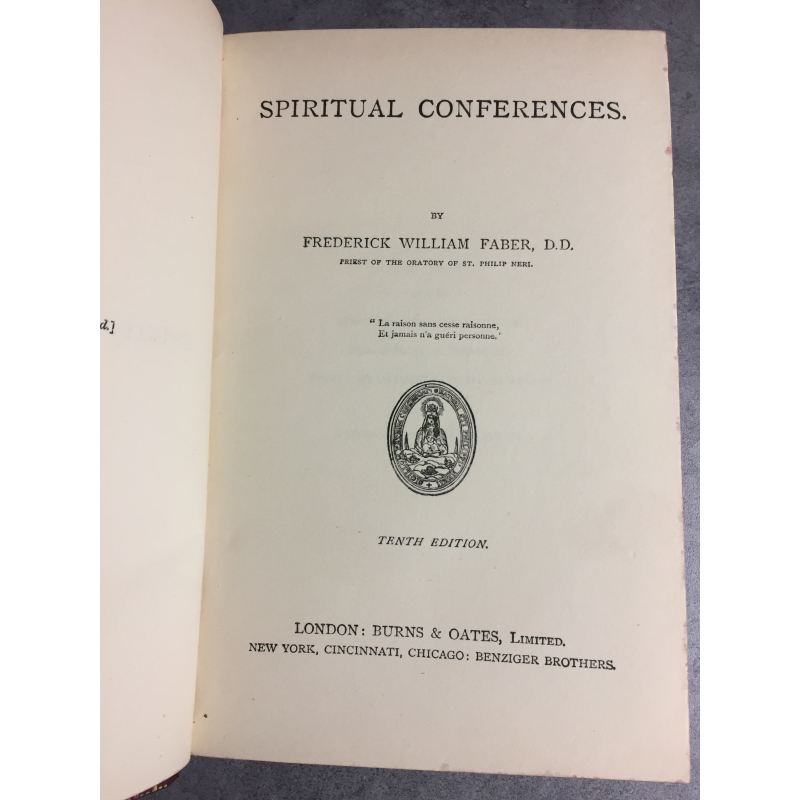 d.]
SPIRITUAL CONFERENCES.
BY
FREDERICK WILLIAM FABER, D.D.
PRIEST OF THE ORATORY OF ST. PHILIP NERI.
“ La raison sans cesse raisonne,
Et jamais n'a guéri personne.”
TENTH EDITION.
LONDON: BURNS & OATES, LIMITED.
NEW YORK, CINCINNATI, CHICAGO: BENZIGER BROTHERS.